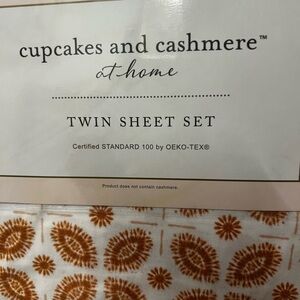 cupcakes and cashmere™
at home
TWIN SHEET SET
Certified STANDARD 100 by OEKO-TEX®
Product does not contain cashmere.